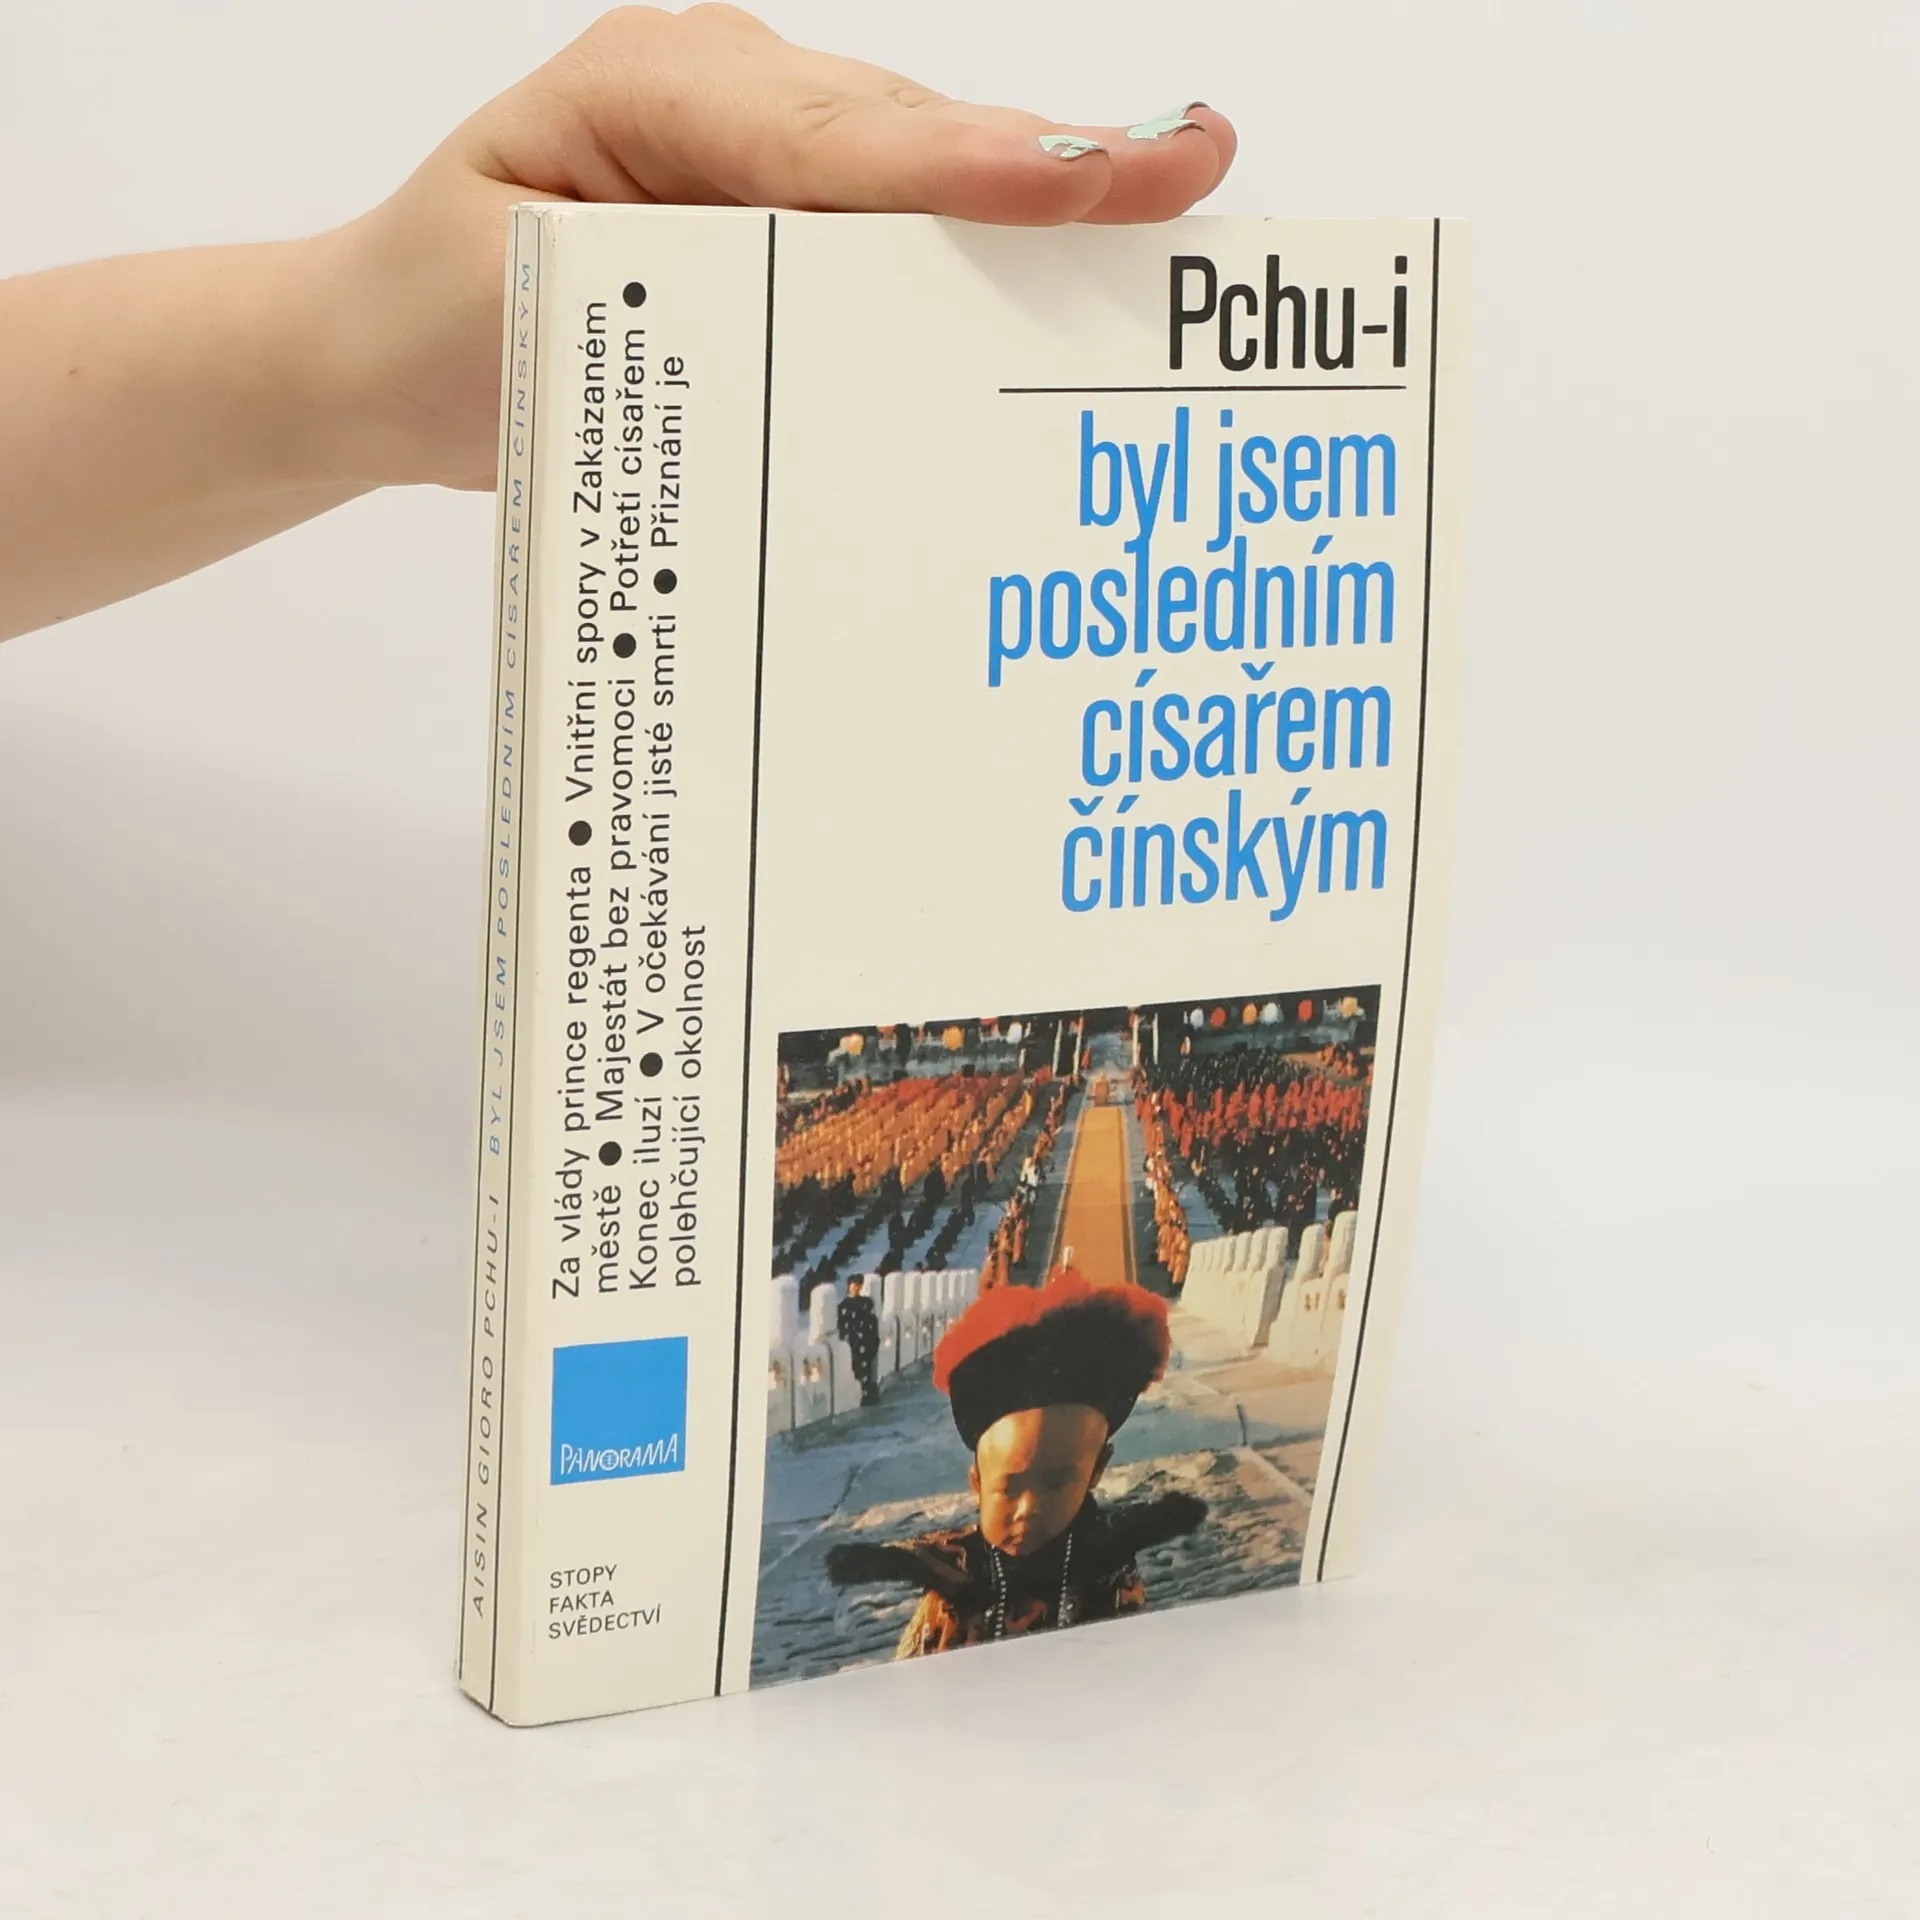 Pchu-i
byl jsem
posledním
císařem
čínským
Za vlády prince regenta ● Vnitřní spory v Zakázaném
městě ● Majestát bez pravomoci ● Potřetí císařem ●
Konec iluzí ● V očekávání jisté smrti ● Přiznání je
polehčující okolnost
PANORAMA
STOPY
FAKTA
SVĚDECTVÍ
AISIN GIORO PCHU-I BYL JSEM POSLEDNÍM CÍSAŘEM ČÍNSKÝM